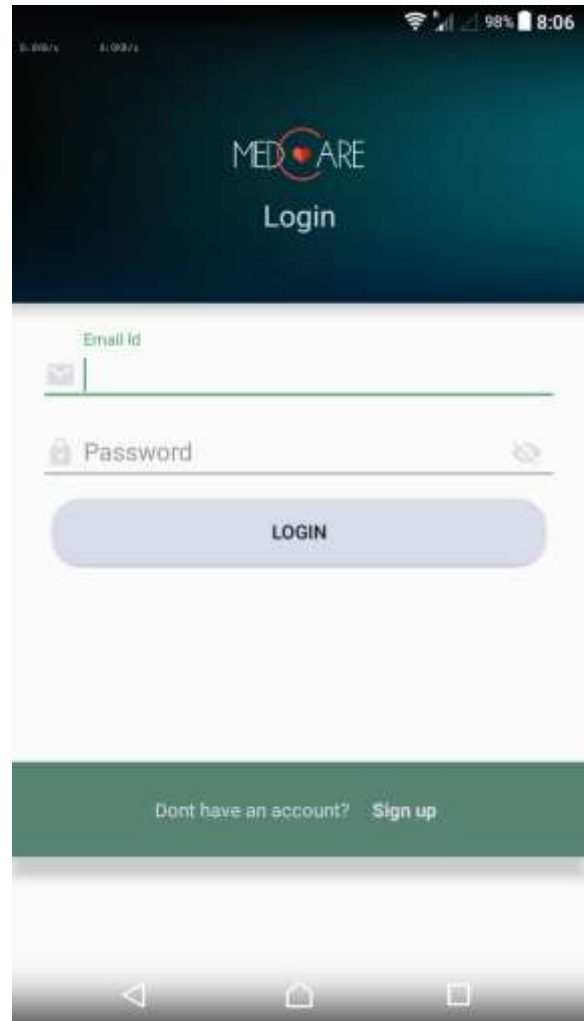 98% 8:06
MEDCARE
Login
Email Id
Password
LOGIN
Dont have an account? Sign up